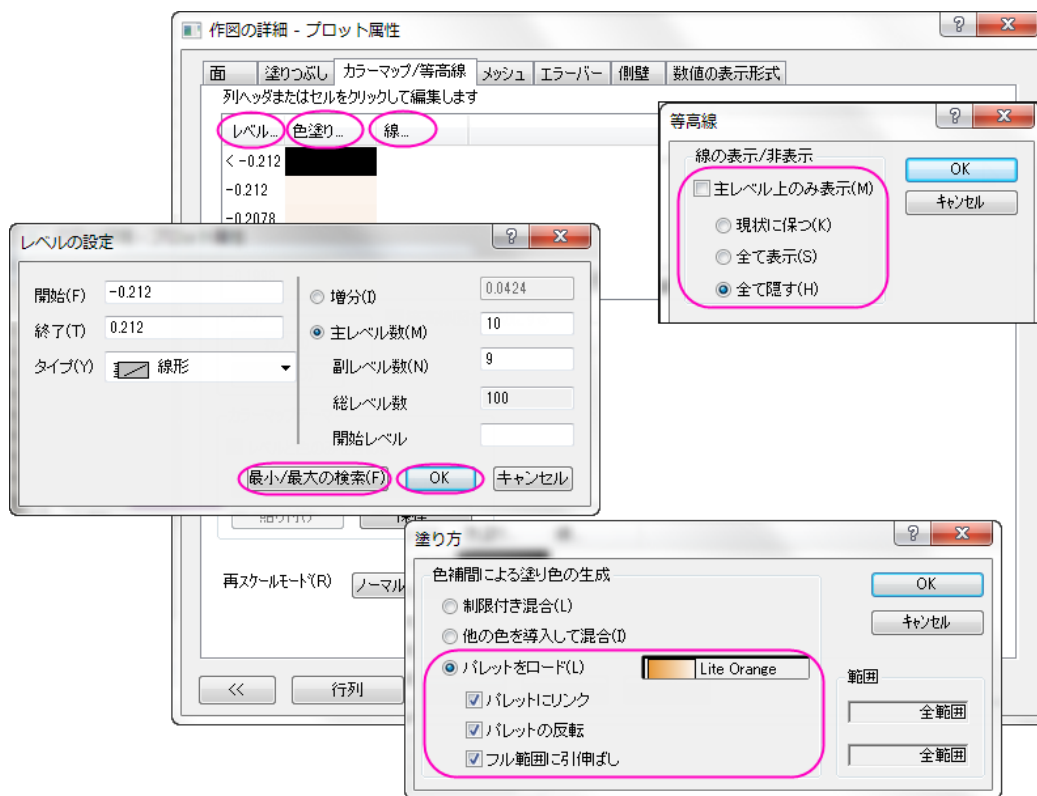 作図の詳細 - プロット属性
面 塗りつぶし カラーマップ/等高線 メッシュ エラーバー 側壁 数値の表示形式
列ヘッダまたはセルをクリックして編集します
レベル... 色塗り... 線...
< -0.212
-0.212
-0.2078
等高線
線の表示/非表示
主レベル上のみ表示(M)
現状に保つ(K)
全て表示(S)
全て隠す(H)
OK
キャンセル
レベルの設定
開始(F) -0.212
終了(T) 0.212
タイプ(Y) 線形
増分(I) 0.0424
主レベル数(M) 10
副レベル数(N) 9
総レベル数 100
開始レベル
最小/最大の検索(F) OK キャンセル
再スケールモード(R) ノーマル
<< 行列
塗り方
色補間による塗り色の生成
制限付き混合(L)
他の色を導入して混合(I)
パレットをロード(L) Lite Orange
パレットにリンク
パレットの反転
フル範囲に引伸ばし
OK
キャンセル
範囲
全範囲
全範囲